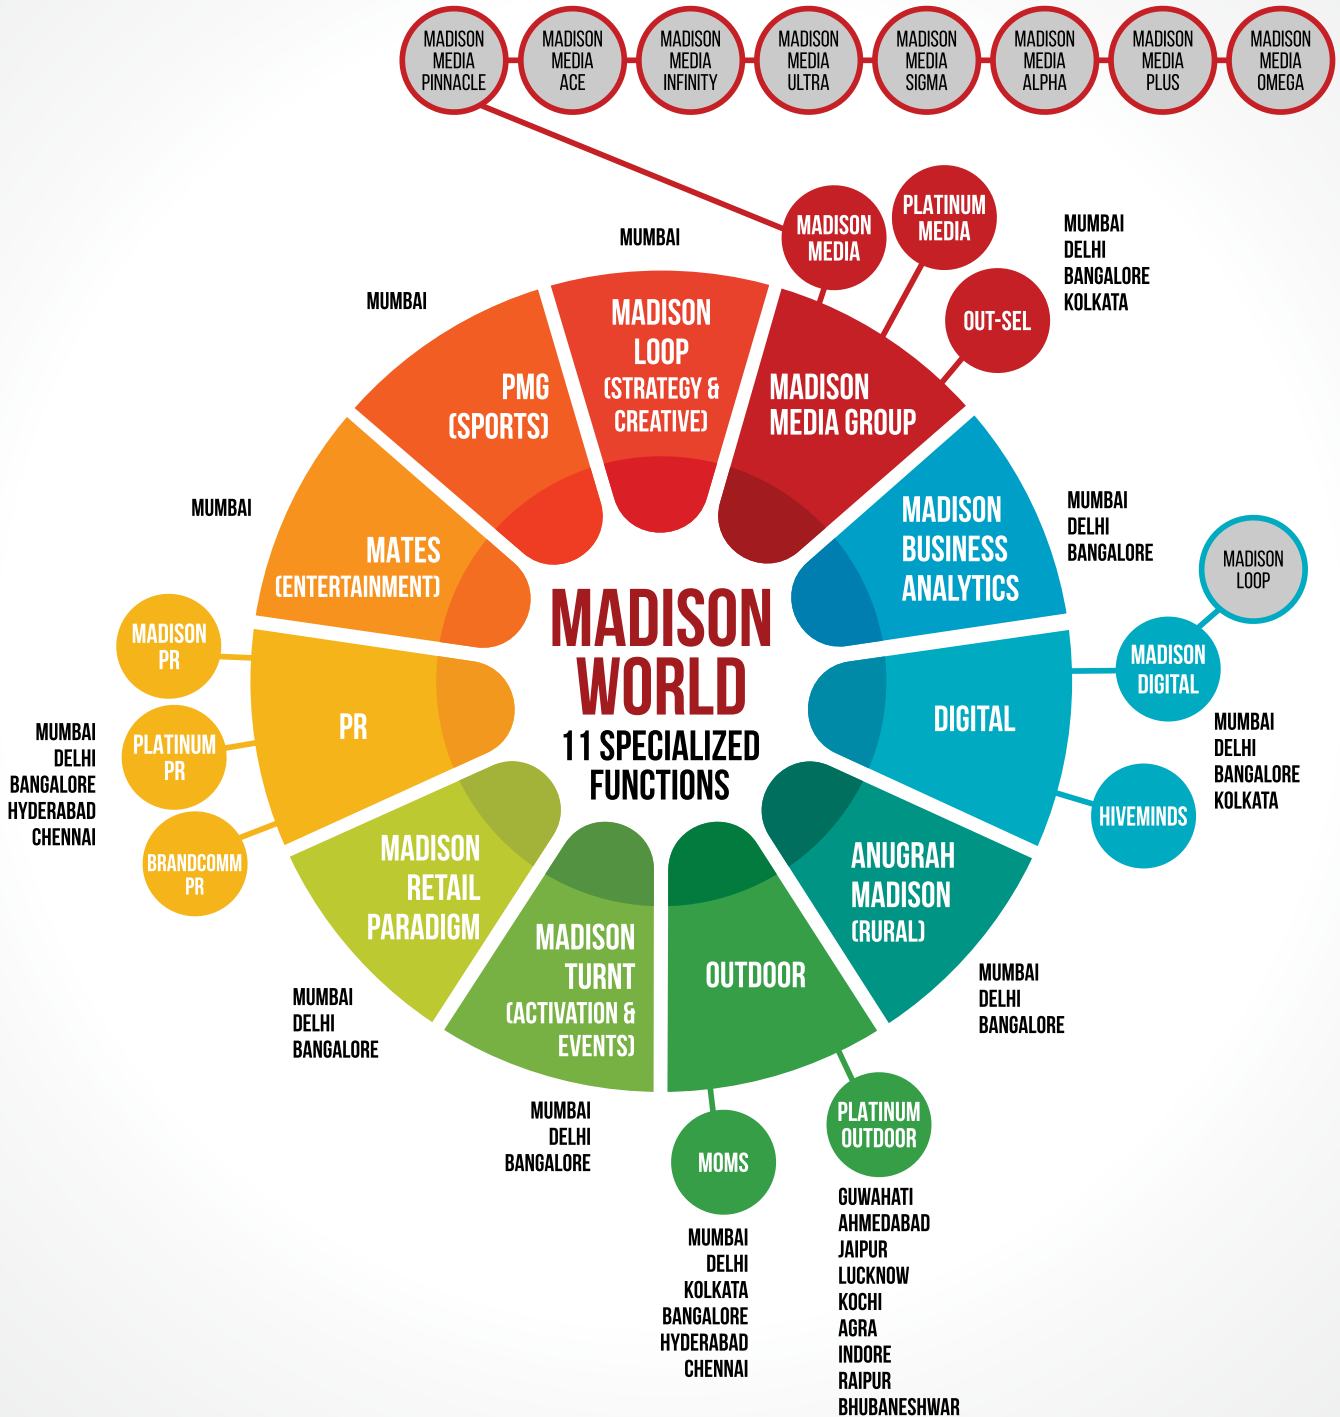 MADISON
MEDIA
PINNACLE
MADISON
MEDIA
ACE
MADISON
MEDIA
INFINITY
MADISON
MEDIA
ULTRA
MADISON
MEDIA
SIGMA
MADISON
MEDIA
ALPHA
MADISON
MEDIA
PLUS
MADISON
MEDIA
OMEGA
MADISON
MEDIA
PLATINUM
MEDIA
OUT-SEL
MUMBAI
DELHI
BANGALORE
KOLKATA
MUMBAI
MADISON
LOOP
(STRATEGY &
CREATIVE)
MADISON
MEDIA GROUP
MUMBAI
PMG
(SPORTS)
MUMBAI
MATES
(ENTERTAINMENT)
MADISON
BUSINESS
ANALYTICS
MUMBAI
DELHI
BANGALORE
MADISON
LOOP
MADISON
DIGITAL
MUMBAI
DELHI
BANGALORE
KOLKATA
HIVEMINDS
DIGITAL
MADISON
WORLD
11 SPECIALIZED
FUNCTIONS
MADISON
PR
PLATINUM
PR
BRANDCOMM
PR
MUMBAI
DELHI
BANGALORE
HYDERABAD
CHENNAI
PR
MADISON
RETAIL
PARADIGM
MUMBAI
DELHI
BANGALORE
MADISON
TURNT
(ACTIVATION &
EVENTS)
MUMBAI
DELHI
BANGALORE
OUTDOOR
ANUGRAH
MADISON
(RURAL)
MUMBAI
DELHI
BANGALORE
MOMS
MUMBAI
DELHI
KOLKATA
BANGALORE
HYDERABAD
CHENNAI
PLATINUM
OUTDOOR
GUWAHATI
AHMEDABAD
JAIPUR
LUCKNOW
KOCHI
AGRA
INDORE
RAIPUR
BHUBANESHWAR